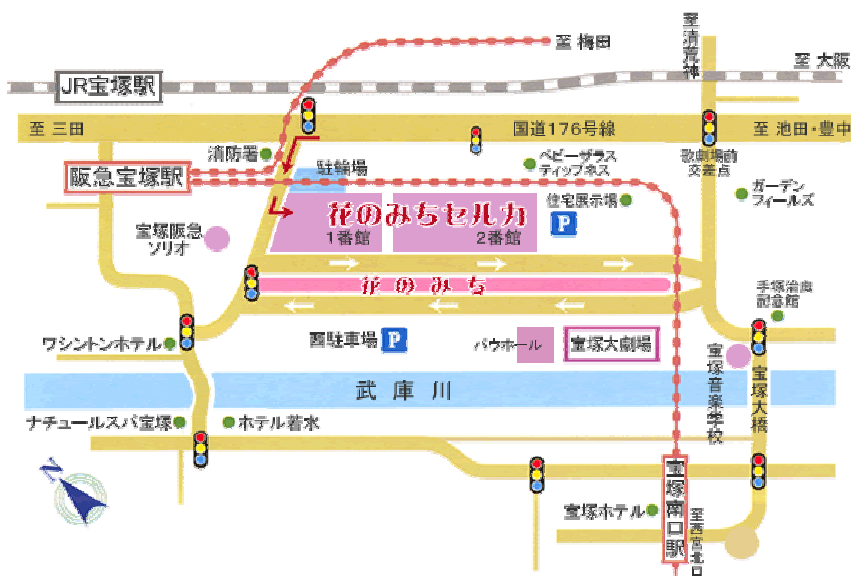 至 梅田
至清荒神
至 大阪
JR宝塚駅
至 三田
国道176号線
至 池田・豊中
消防署
駐輪場
ベビーザラス
ティップネス
歌劇場前
交差点
阪急宝塚駅
ガーデン
フィールズ
住宅展示場
P
花のみちセルカ
1番館
2番館
宝塚阪急
ソリオ
花のみち
手塚治虫
記念館
ワシントンホテル
西駐車場
P
バウホール
宝塚大劇場
宝塚音楽学校
宝塚大橋
武庫川
ナチュールスパ宝塚
ホテル若水
N
宝塚ホテル
宝塚南口駅
至西宮北口